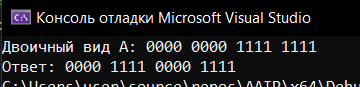 Консоль отладки Microsoft Visual Studio
Двоичный вид А: 0000 0000 1111 1111
Ответ: 0000 1111 0000 1111